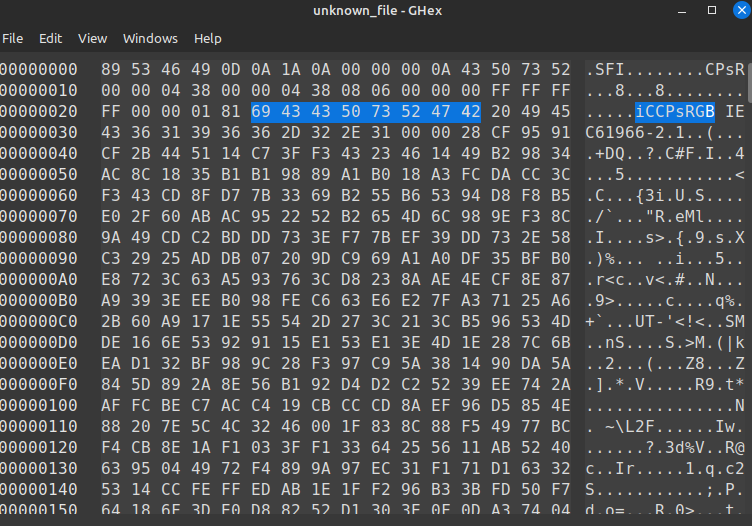 unknown_file - GHex
File Edit View Windows Help
00000000 89 53 46 49 0D 0A 1A 0A 00 00 00 0A 43 50 73 52 .SFI........CPsR
00000010 00 00 04 38 00 00 04 38 08 06 00 00 00 FF FF FF ...8...8........
00000020 FF 00 00 01 81 69 43 43 50 73 52 47 42 20 49 45 .....iCCPsRGB IE
00000030 43 36 31 39 36 36 2D 32 2E 31 00 00 28 CF 95 91 C61966-2.1..(...
00000040 CF 2B 44 51 14 C7 3F F3 43 23 46 14 49 B2 98 34 .+DQ..?.C#F.I..4
00000050 AC 8C 18 35 B1 B1 98 89 A1 B0 18 A3 FC DA CC 3C ...5...........<
00000060 F3 43 CD 8F D7 7B 33 69 B2 55 B6 53 94 D8 F8 B5 .C...{3i.U.S....
00000070 E0 2F 60 AB AC 95 22 52 B2 65 4D 6C 98 9E F3 8C ./`..."R.eMl....
00000080 9A 49 CD C2 BD DD 73 3E F7 7B EF 39 DD 73 2E 58 .I....s>.{.9.s.X
00000090 C3 29 25 AD DB 07 20 9D C9 69 A1 A0 DF 35 BF B0 .)%... ..i...5..
000000A0 E8 72 3C 63 A5 93 76 3C D8 23 8A AE 4E CF 8E 87 .r<c..v<.#..N...
000000B0 A9 39 3E EE B0 98 FE C6 63 E6 E2 7F A3 71 25 A6 .9>.....c....q%.
000000C0 2B 60 A9 17 1E 55 54 2D 27 3C 21 3C B5 96 53 4D +`...UT-'<!<..SM
000000D0 DE 16 6E 53 92 91 15 E1 53 E1 3E 4D 1E 28 7C 6B ..nS....S.>M.(|k
000000E0 EA D1 32 BF 98 9C 28 F3 97 C9 5A 38 14 90 DA 5A ..2...(...Z8...Z
000000F0 84 5D 89 2A 8E 56 B1 92 D4 D2 C2 52 39 EE 74 2A .].*.V.....R9.t*
00000100 AF FC BE C7 AC C4 19 CB CC CD 8A EF 96 D5 85 4E ...............N
00000110 88 20 7E 5C 4C 32 46 00 1F 83 8C 88 F5 49 77 BC . ~\L2F......Iw.
00000120 F4 CB 8E 1A F1 03 3F F1 33 64 25 56 11 AB 52 40 ......?.3d%V..R@
00000130 63 95 04 49 72 F4 89 9A 97 EC 31 F1 71 D1 63 32 c..Ir.....1.q.c2
00000140 53 14 CC FE FF ED AB 1E 1F F2 96 B3 3B FD 50 F7 S...........;.P.